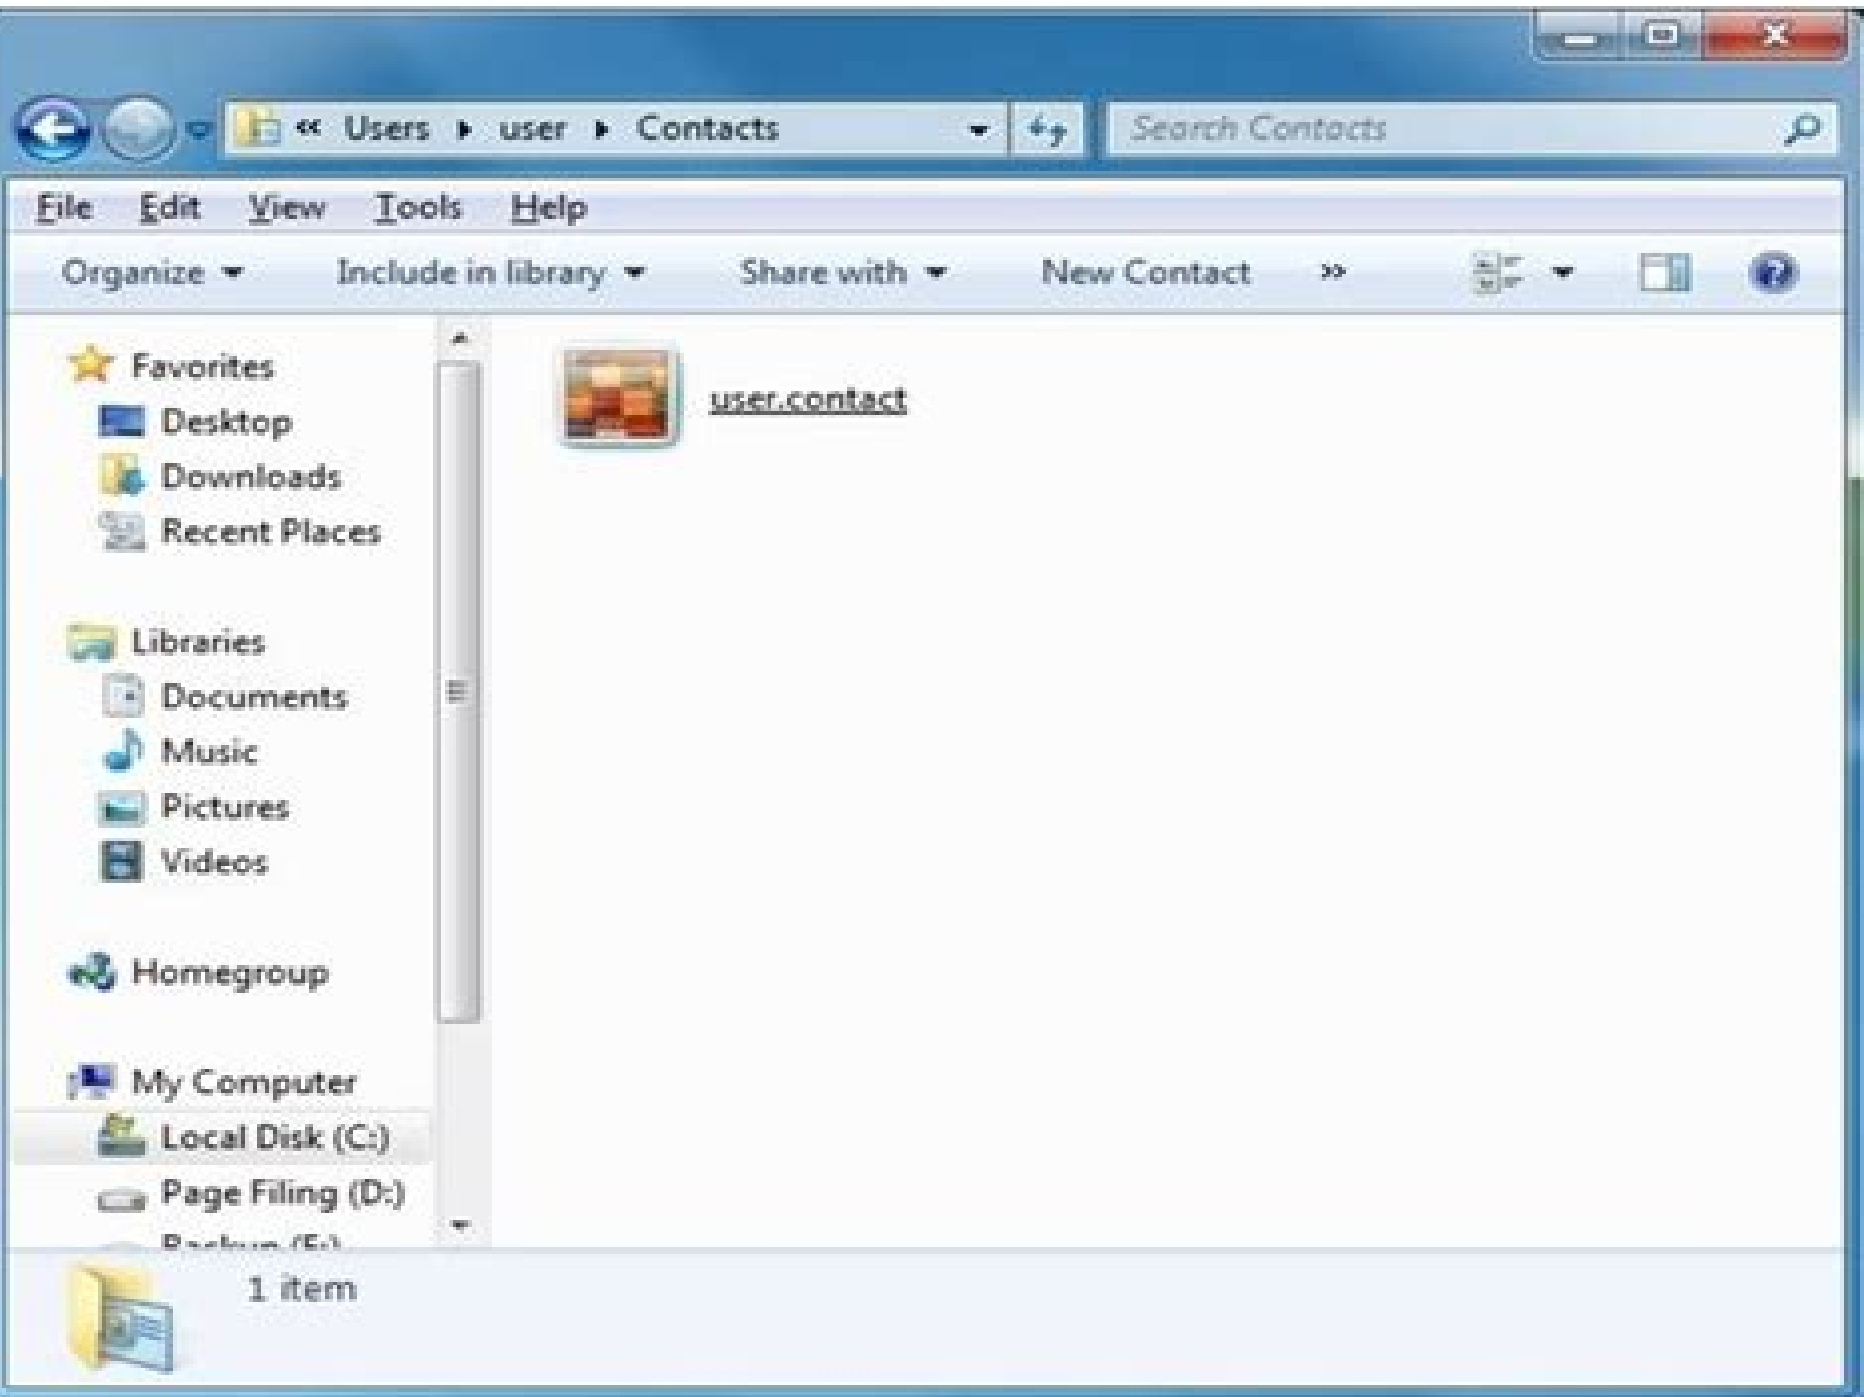 « Users ▸ user ▸ Contacts
Search Contacts
File Edit View Tools Help
Organize Include in library Share with New Contact »
Favorites
Desktop
Downloads
Recent Places
Libraries
Documents
Music
Pictures
Videos
Homegroup
My Computer
Local Disk (C:)
Page Filing (D:)
user.contact
1 item